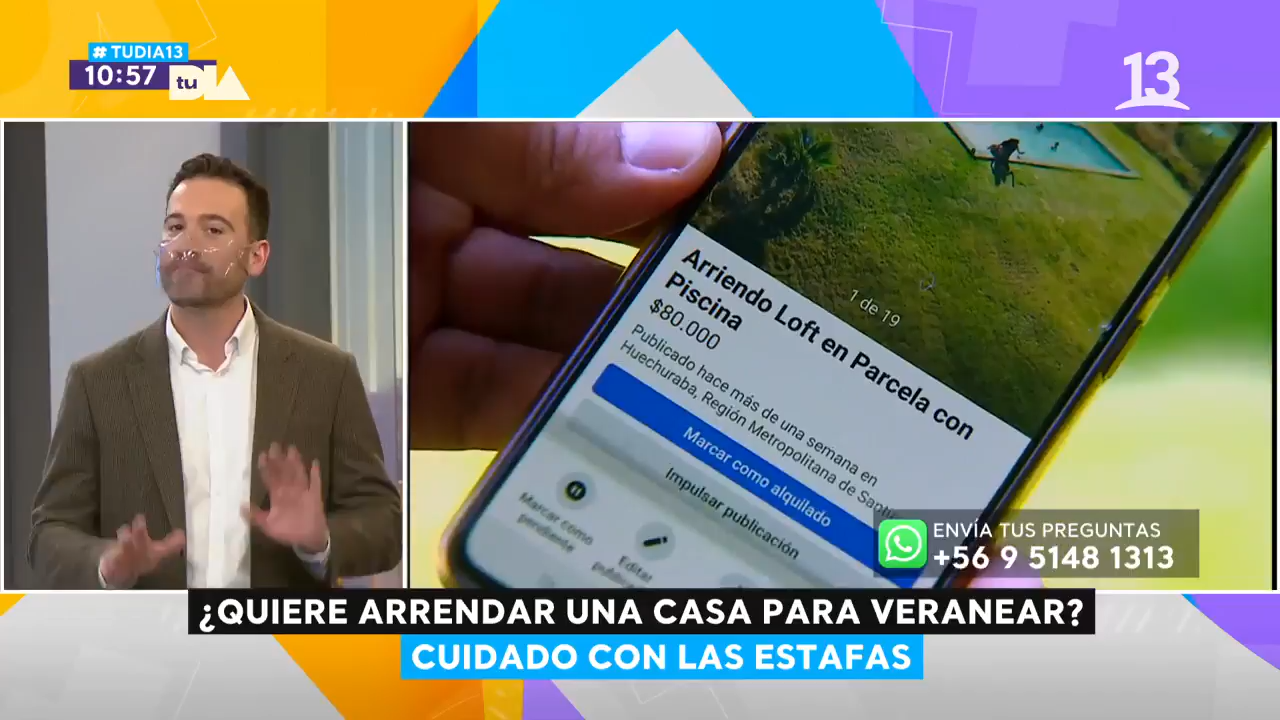 # TUDIA13
10:57
tu DIA
13
1 de 19
Arriendo Loft en Parcela con
Piscina
$80.000
Publicado hace más de una semana en
Huechuraba, Región Metropolitana de
Marcar como alquilado
Impulsar publicación
Marcar como
pendiente
Editar
ENVÍA TUS PREGUNTAS
+56 9 5148 1313
¿QUIERE ARRENDAR UNA CASA PARA VERANEAR?
CUIDADO CON LAS ESTAFAS